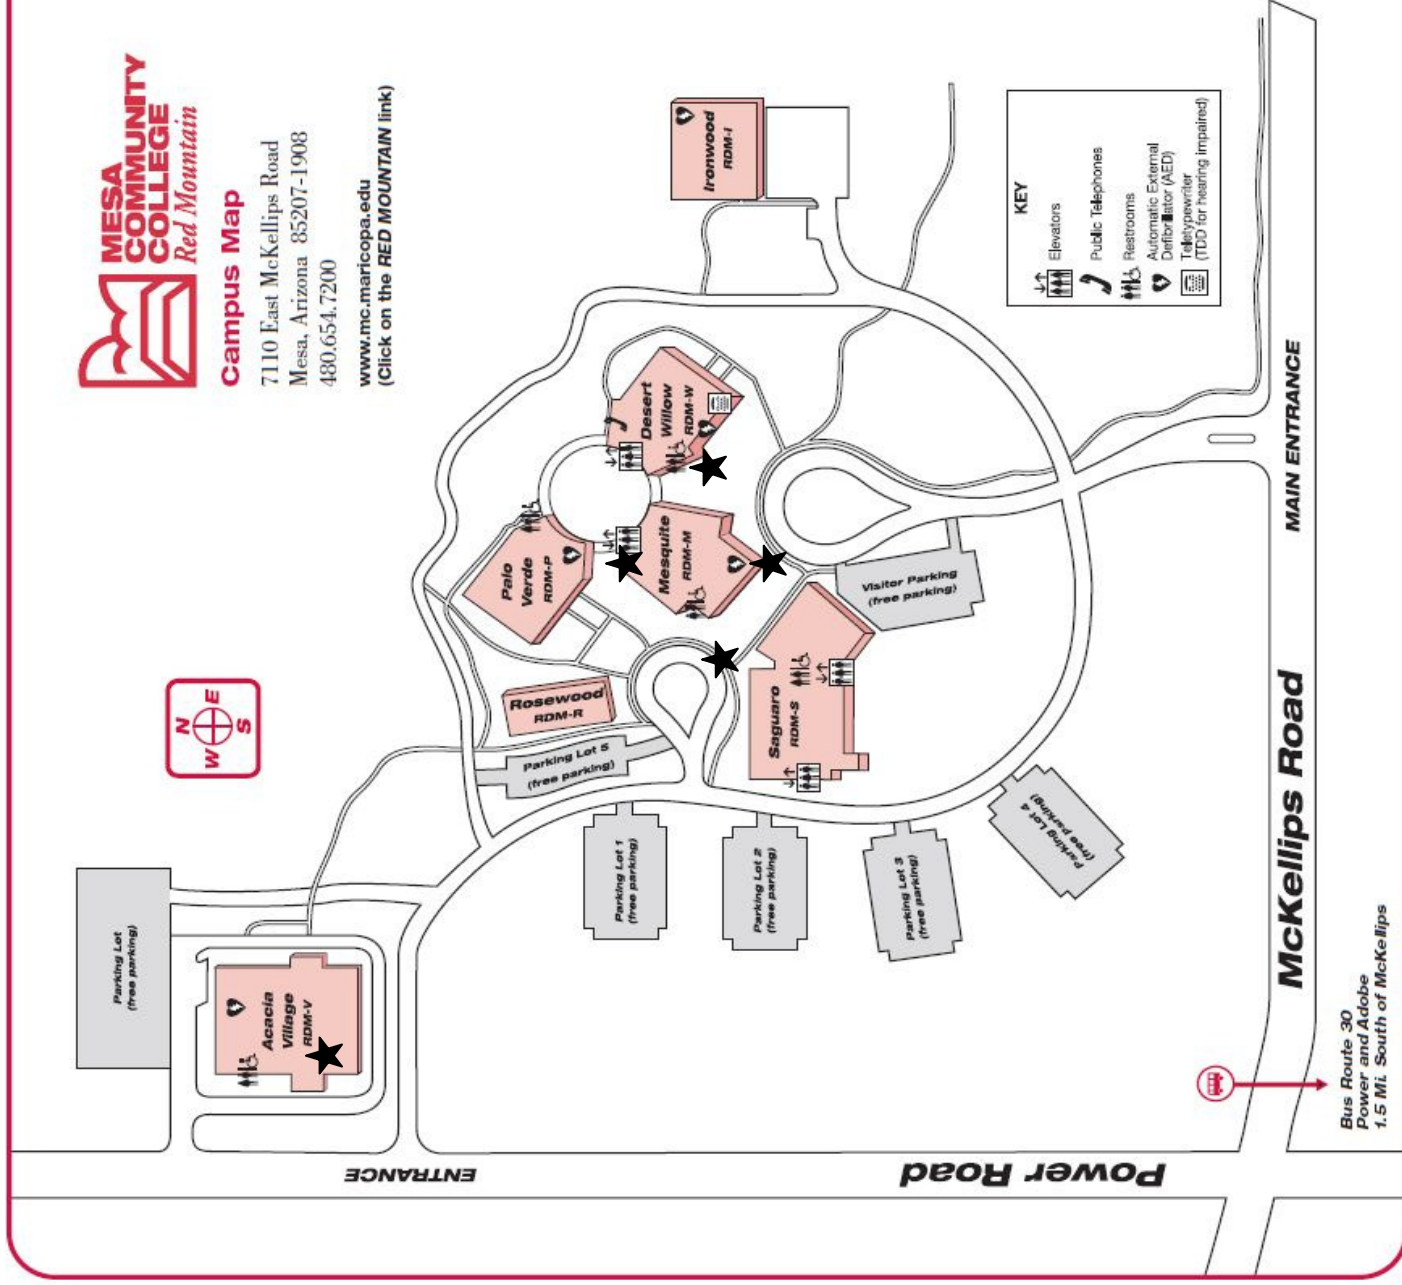 MESA
COMMUNITY
COLLEGE
Red Mountain
Campus Map
7110 East McKellips Road
Mesa, Arizona 85207-1908
480.654.7200
www.mc.maricopa.edu
(Click on the RED MOUNTAIN link)
N
W E
S
Ironwood
RDM-I
KEY
Elevators
Public Telephones
Restrooms
Automatic External
Defibrillator (AED)
Teletypewriter
(TDD for hearing impaired)
Desert
Willow
RDM-W
Palo
Verde
RDM-P
Mesquite
RDM-M
Visitor Parking
(free parking)
Rosewood
RDM-R
Saguaro
RDM-S
Parking Lot 5
(free parking)
Parking Lot 1
(free parking)
Parking Lot 2
(free parking)
Parking Lot 3
(free parking)
Parking Lot 4
(free parking)
Parking Lot
(free parking)
Acacia
Village
RDM-V
MAIN ENTRANCE
McKellips Road
ENTRANCE
Power Road
Bus Route 30
Power and Adobe
1.5 Mi. South of McKellips